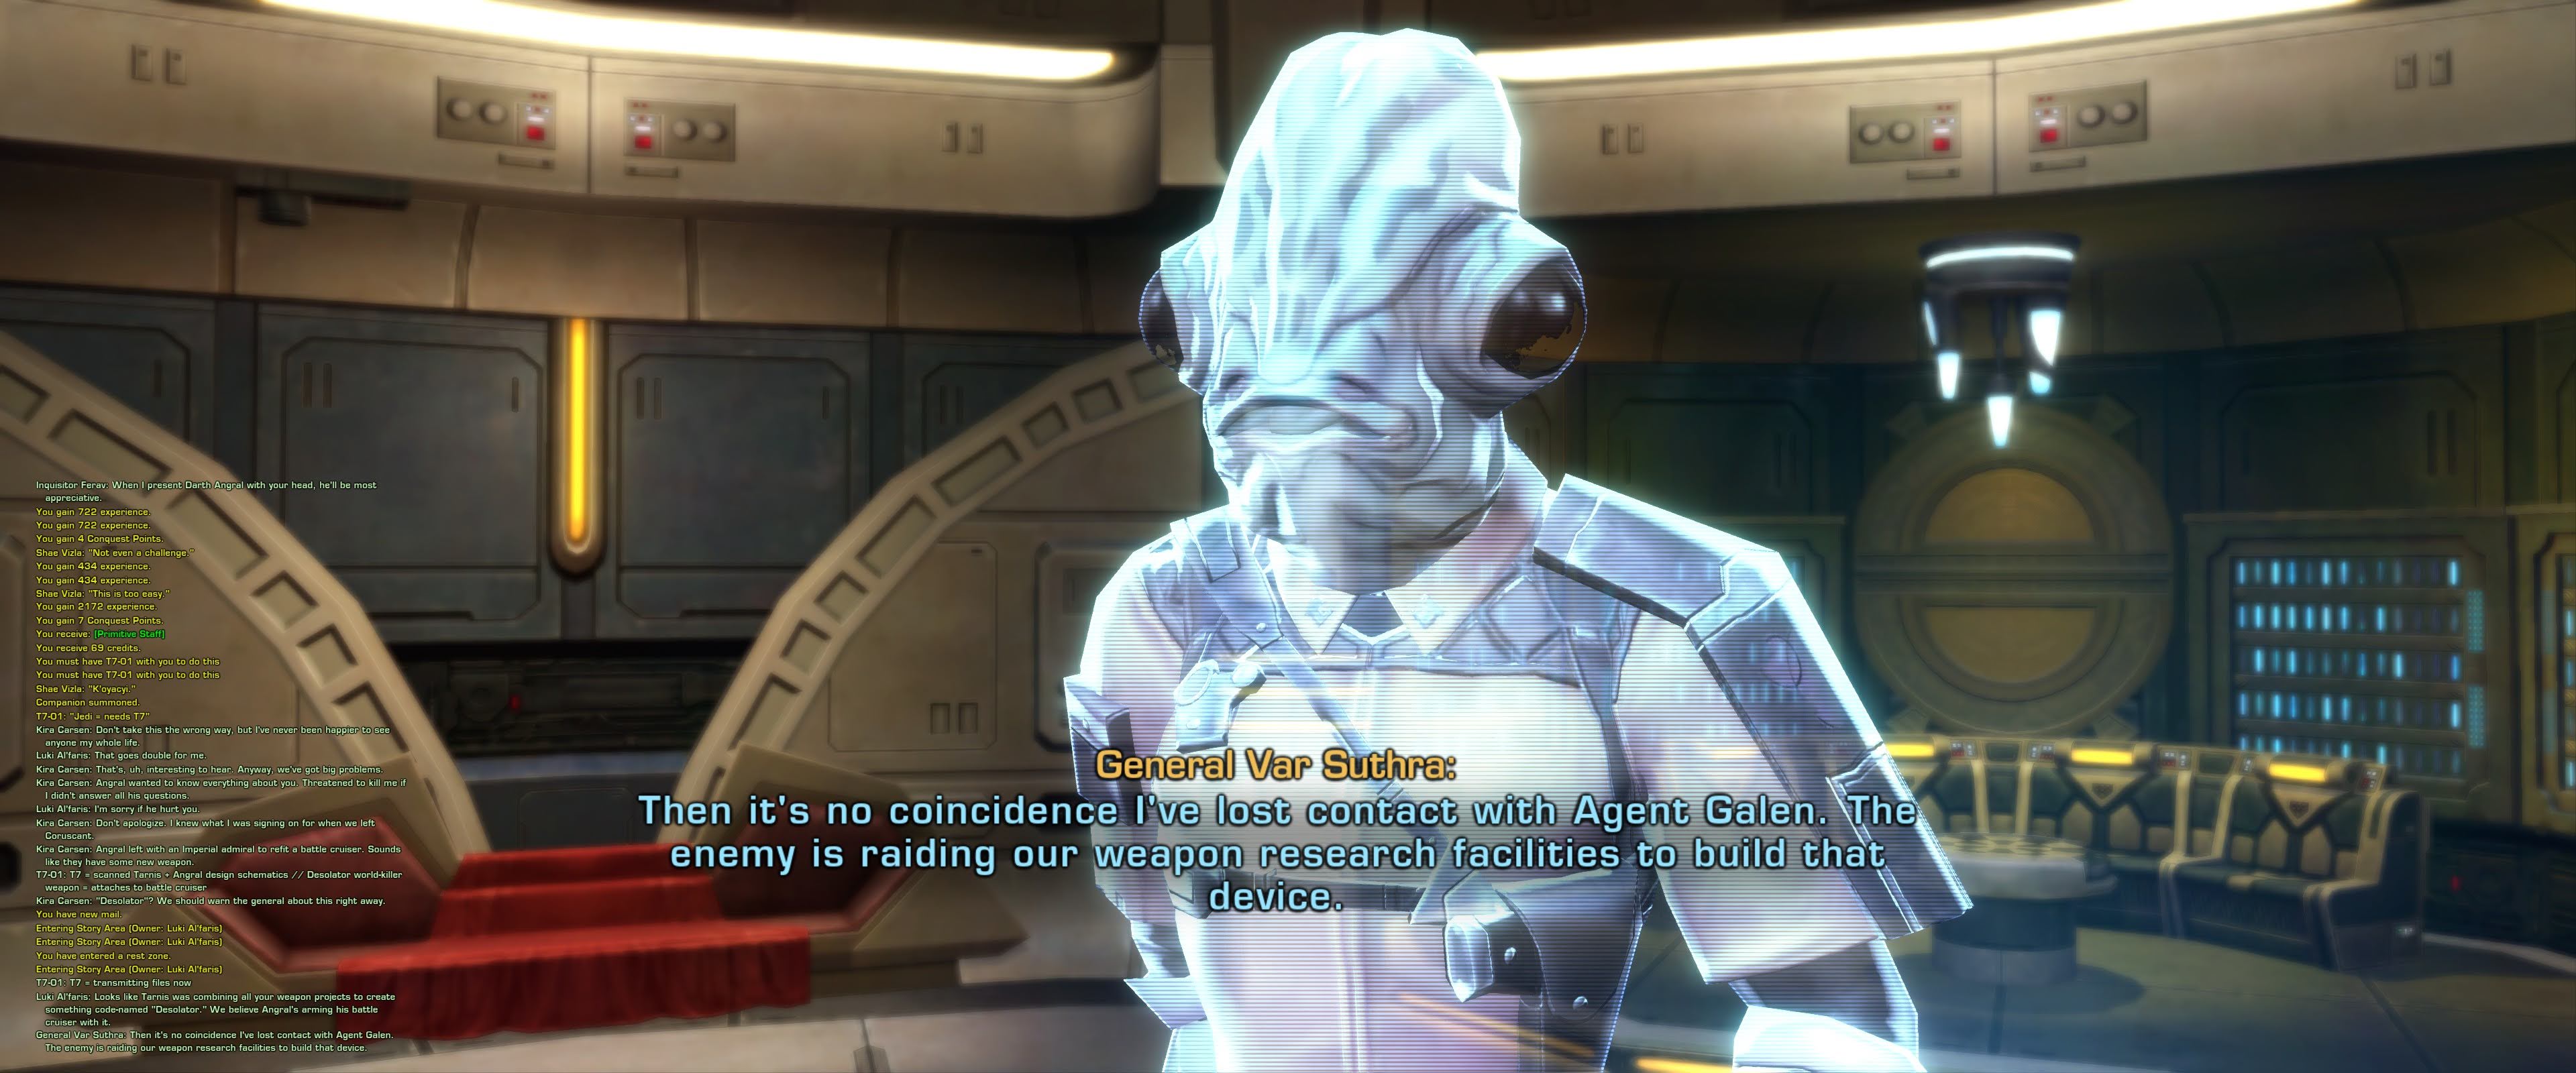 Inquisitor Ferav: When I present Darth Angral with your head, he'll be most
appreciative.
You gain 722 experience.
You gain 722 experience.
You gain 4 Conquest Points.
Shae Vizla: "Not even a challenge."
You gain 434 experience.
You gain 434 experience.
Shae Vizla: "This is too easy."
You gain 2172 experience.
You gain 7 Conquest Points.
You receive: [Primitive Staff]
You receive 69 credits.
You must have T7-01 with you to do this
You must have T7-01 with you to do this
Shae Vizla: "K'oyacyi."
Companion summoned.
T7-01: "Jedi = needs T7"
Kira Carsen: Don't take this the wrong way, but I've never been happier to see
anyone my whole life.
Luki Al'faris: That goes double for me.
Kira Carsen: That's, uh, interesting to hear. Anyway, we've got big problems.
Kira Carsen: Angral wanted to know everything about you. Threatened to kill me if
I didn't answer all his questions.
Luki Al'faris: I'm sorry if he hurt you.
Kira Carsen: Don't apologize. I knew what I was signing on for when we left
Coruscant.
Kira Carsen: Angral left with an Imperial admiral to refit a battle cruiser. Sounds
like they have some new weapon.
T7-01: T7 = scanned Tarnis + Angral design schematics // Desolator world-killer
weapon = attaches to battle cruiser
Kira Carsen: "Desolator"? We should warn the general about this right away.
You have new mail.
Entering Story Area (Owner: Luki Al'faris)
Entering Story Area (Owner: Luki Al'faris)
You have entered a rest zone.
Entering Story Area (Owner: Luki Al'faris)
T7-01: T7 = transmitting files now
Luki Al'faris: Looks like Tarnis was combining all your weapon projects to create
something code-named "Desolator." We believe Angral's arming his battle
cruiser with it.
General Var Suthra: Then it's no coincidence I've lost contact with Agent Galen.
The enemy is raiding our weapon research facilities to build that device.
General Var Suthra:
Then it's no coincidence I've lost contact with Agent Galen. The
enemy is raiding our weapon research facilities to build that
device.